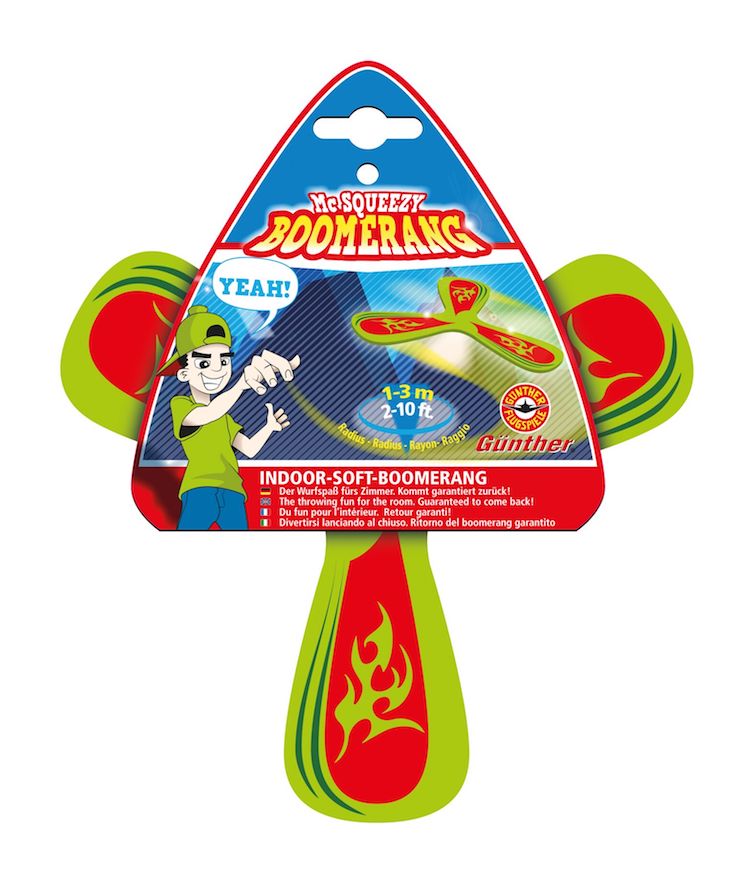 Mc SQUEEZY
BOOMERANG
YEAH!
1-3 m
2-10 ft.
Radius - Radius - Rayon- Raggio
GÜNTHER
FLUGSPIELE
Günther
INDOOR-SOFT-BOOMERANG
Der Wurfspaß fürs Zimmer. Kommt garantiert zurück!
The throwing fun for the room. Guaranteed to come back!
Du fun pour l'intérieur. Retour garanti!
Divertirsi lanciando al chiuso. Ritorno del boomerang garantito